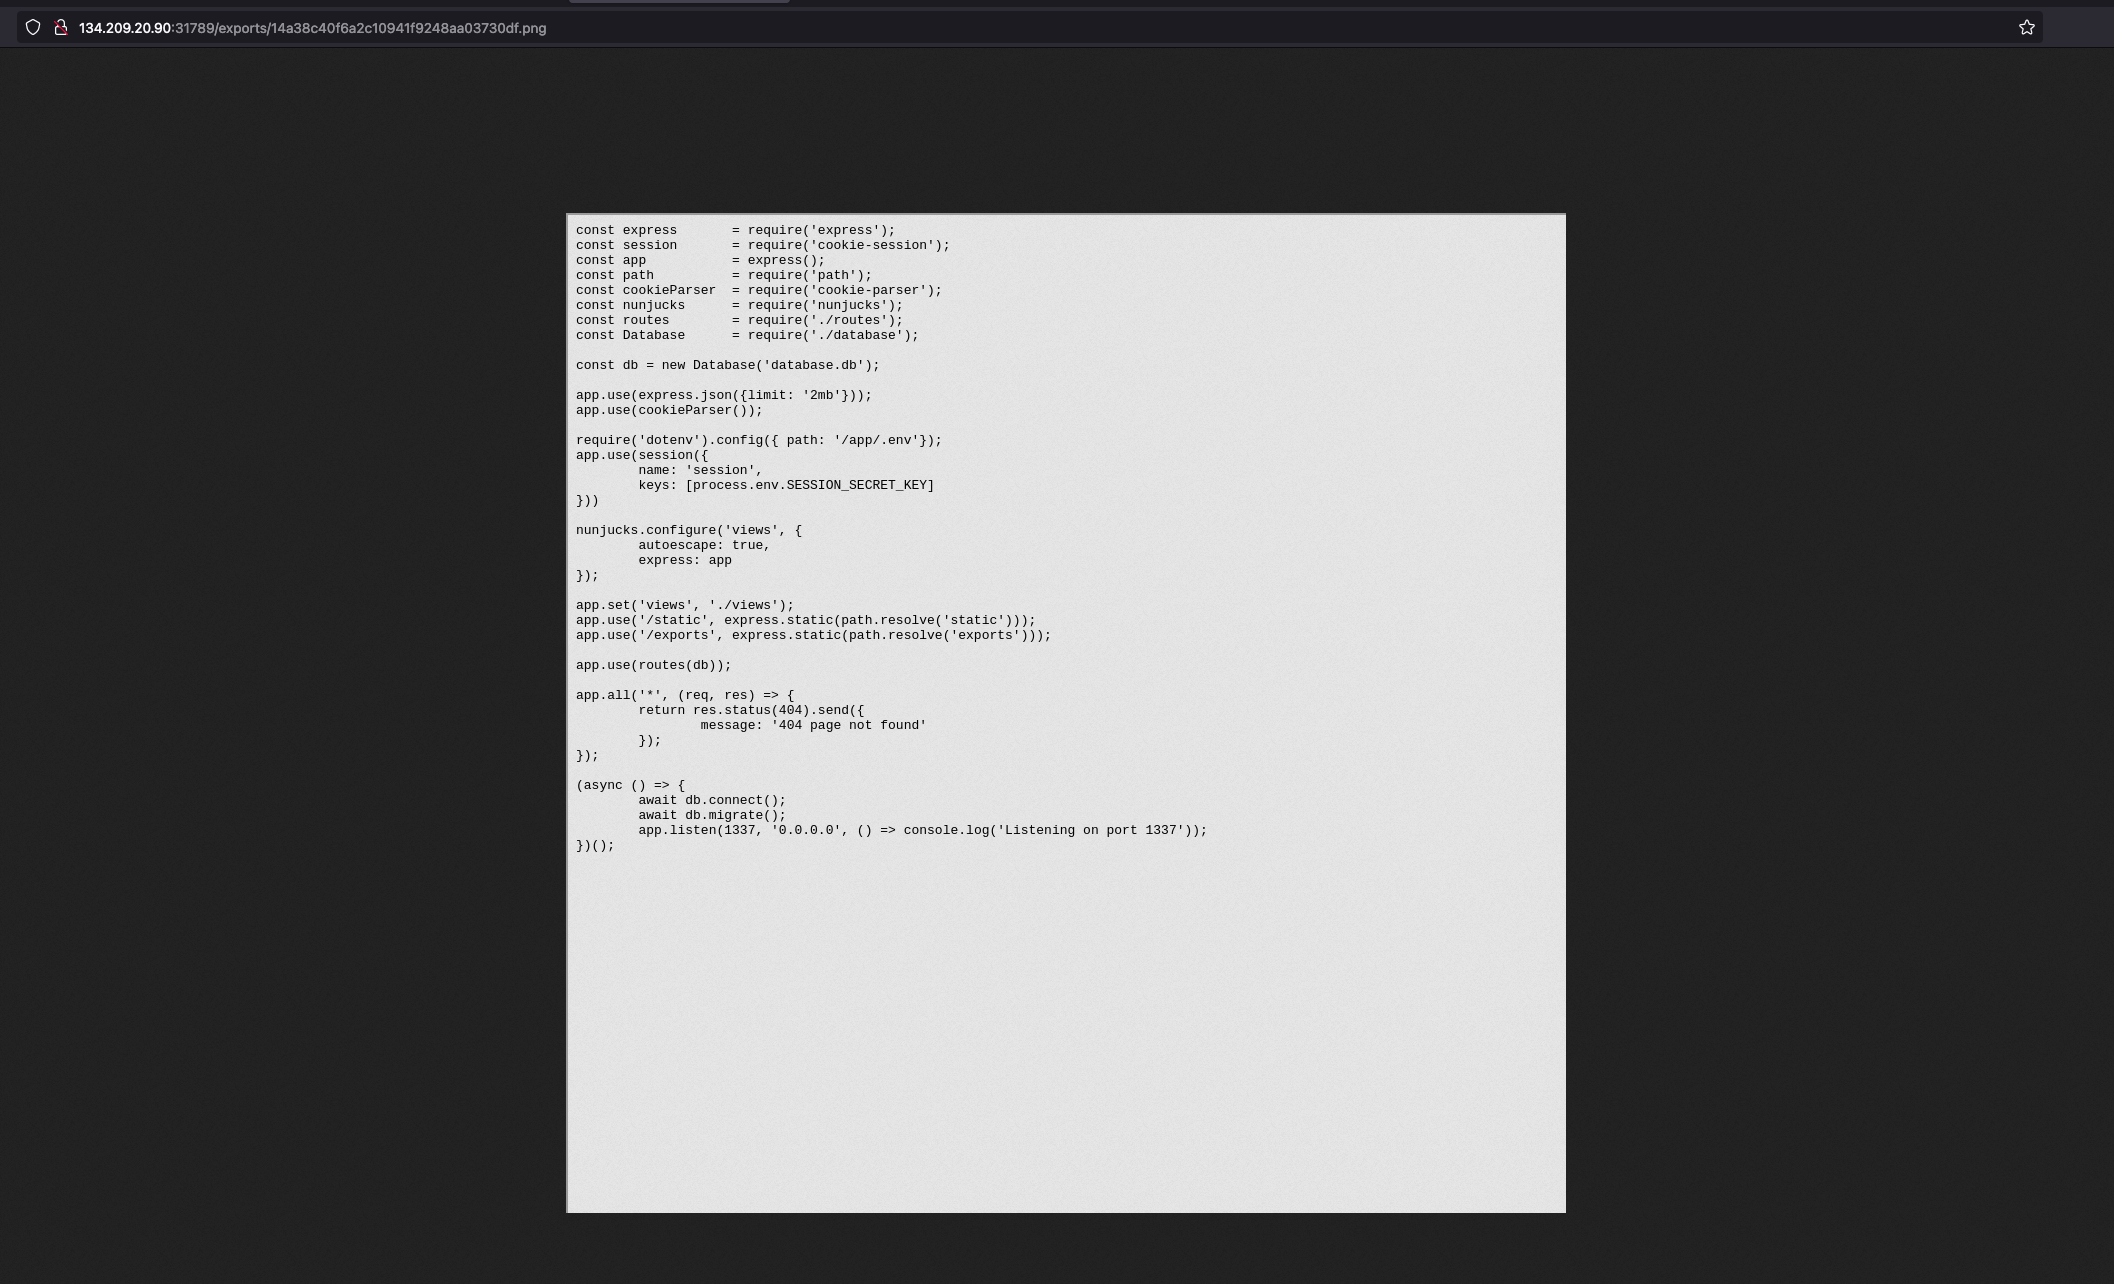 134.209.20.90:31789/exports/14a38c40f6a2c10941f9248aa03730df.png
const express       = require('express');
const session       = require('cookie-session');
const app           = express();
const path          = require('path');
const cookieParser  = require('cookie-parser');
const nunjucks      = require('nunjucks');
const routes        = require('./routes');
const Database      = require('./database');

const db = new Database('database.db');

app.use(express.json({limit: '2mb'}));
app.use(cookieParser());

require('dotenv').config({ path: '/app/.env'});
app.use(session({
        name: 'session',
        keys: [process.env.SESSION_SECRET_KEY]
}))

nunjucks.configure('views', {
        autoescape: true,
        express: app
});

app.set('views', './views');
app.use('/static', express.static(path.resolve('static')));
app.use('/exports', express.static(path.resolve('exports')));

app.use(routes(db));

app.all('*', (req, res) => {
        return res.status(404).send({
                message: '404 page not found'
        });
});

(async () => {
        await db.connect();
        await db.migrate();
        app.listen(1337, '0.0.0.0', () => console.log('Listening on port 1337'));
})();